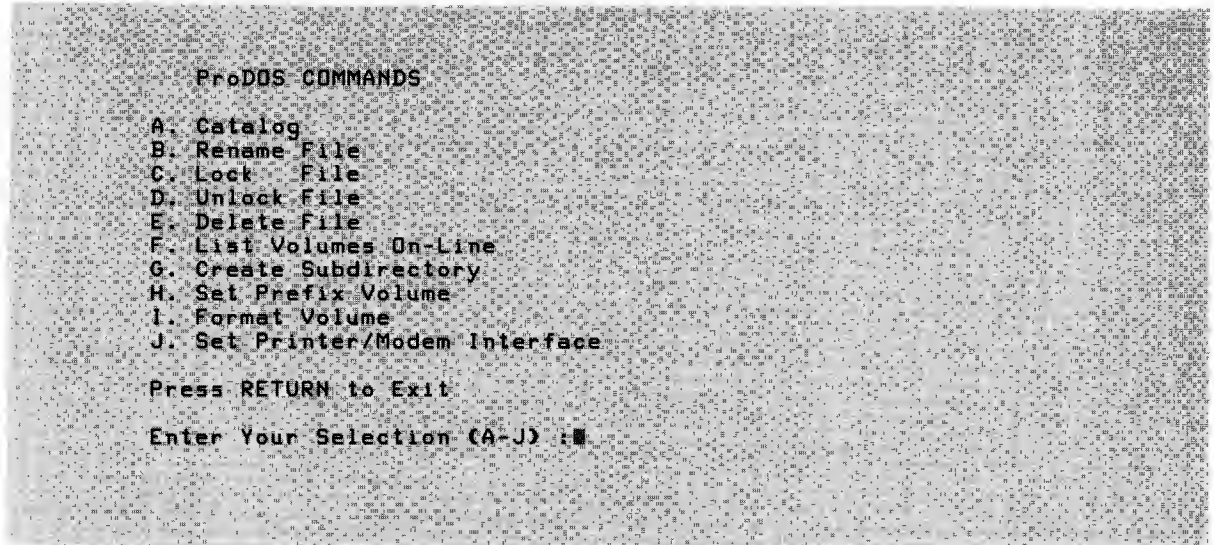 ProDOS COMMANDS
A. Catalog
B. Rename File
C. Lock   File
D. Unlock File
E. Delete File
F. List Volumes On-Line
G. Create Subdirectory
H. Set Prefix Volume
I. Format Volume
J. Set Printer/Modem Interface
Press RETURN to Exit
Enter Your Selection (A-J) :